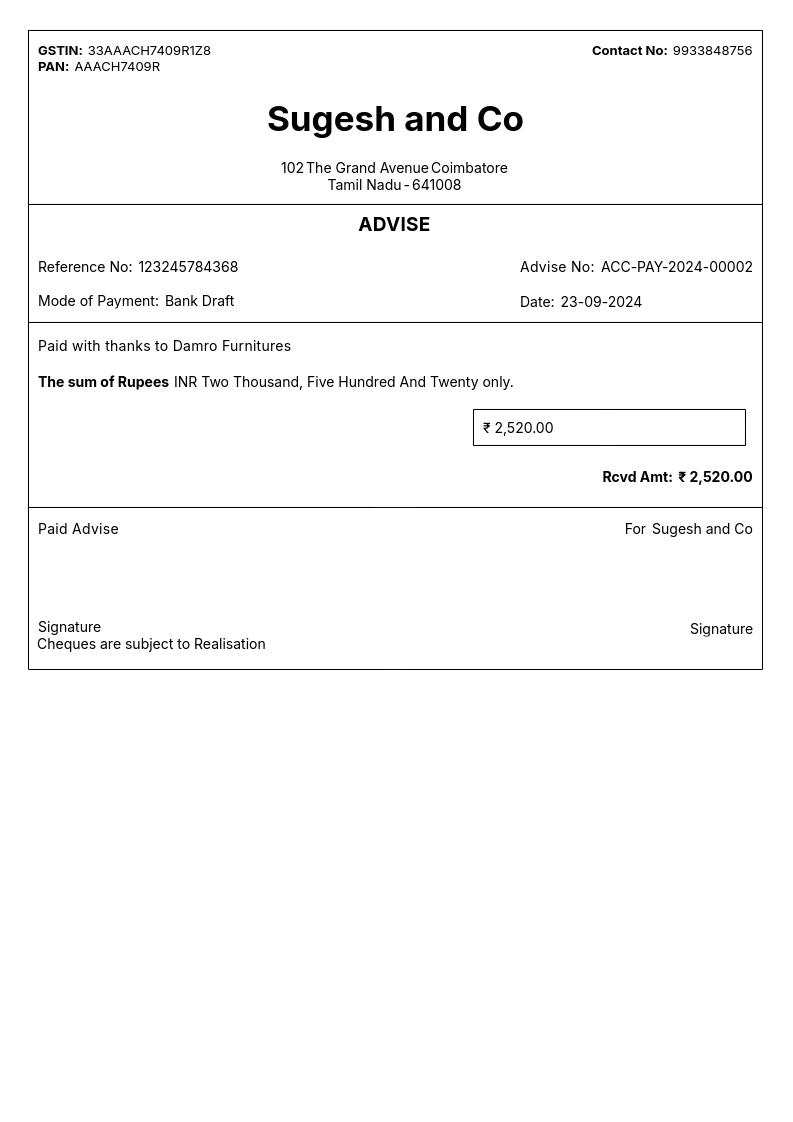 GSTIN: 33AAACH7409R1Z8
Contact No: 9933848756
PAN: AAACH7409R
Sugesh and Co
102 The Grand Avenue Coimbatore
Tamil Nadu - 641008
ADVISE
Reference No: 123245784368
Advise No: ACC-PAY-2024-00002
Mode of Payment: Bank Draft
Date: 23-09-2024
Paid with thanks to Damro Furnitures
The sum of Rupees INR Two Thousand, Five Hundred And Twenty only.
₹ 2,520.00
Rcvd Amt: ₹ 2,520.00
Paid Advise
For Sugesh and Co
Signature
Signature
Cheques are subject to Realisation